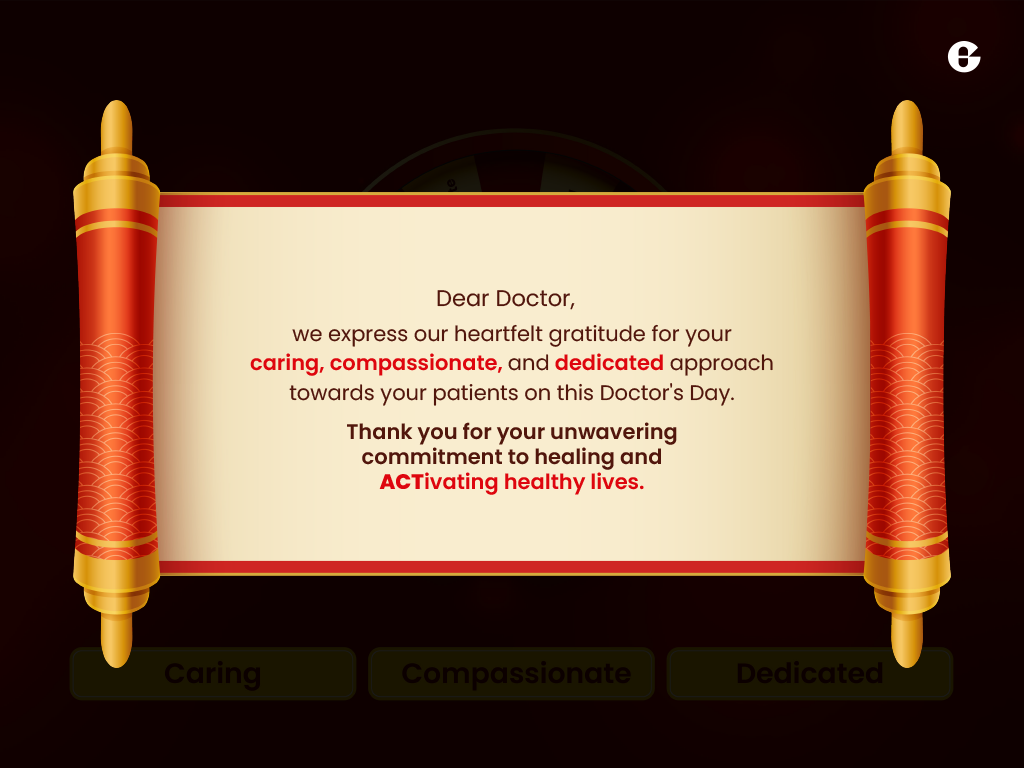 Dear Doctor,
we express our heartfelt gratitude for your
caring, compassionate, and dedicated approach
towards your patients on this Doctor's Day.
Thank you for your unwavering
commitment to healing and
ACTivating healthy lives.
Caring
Compassionate
Dedicated